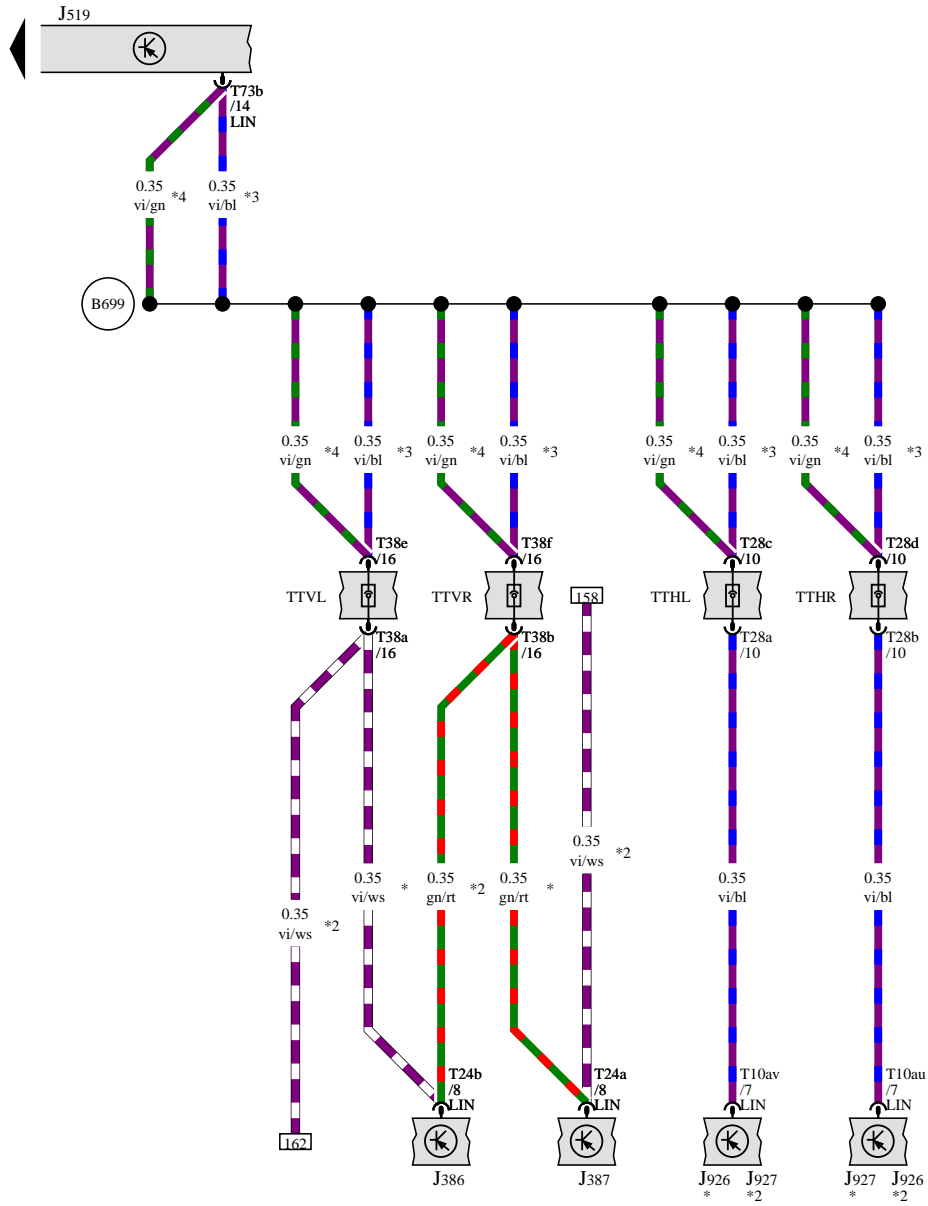 J519
T73b
/14
LIN
0.35
vi/gn
*4
0.35
vi/bl
*3
B699
0.35
vi/gn
*4
0.35
vi/bl
*3
0.35
vi/gn
*4
0.35
vi/bl
*3
0.35
vi/gn
*4
0.35
vi/bl
*3
0.35
vi/gn
*4
0.35
vi/bl
*3
T38e
/16
T38f
/16
T28c
/10
T28d
/10
TTVL
TTVR
158
TTHL
TTHR
T38a
/16
T38b
/16
T28a
/10
T28b
/10
0.35
vi/ws
*2
0.35
vi/ws
*
0.35
gn/rt
*2
0.35
gn/rt
*
0.35
vi/ws
*2
0.35
vi/bl
0.35
vi/bl
T24b
/8
LIN
T24a
/8
LIN
T10av
/7
LIN
T10au
/7
LIN
162
J386
J387
J926
*
J927
*2
J927
*
J926
*2